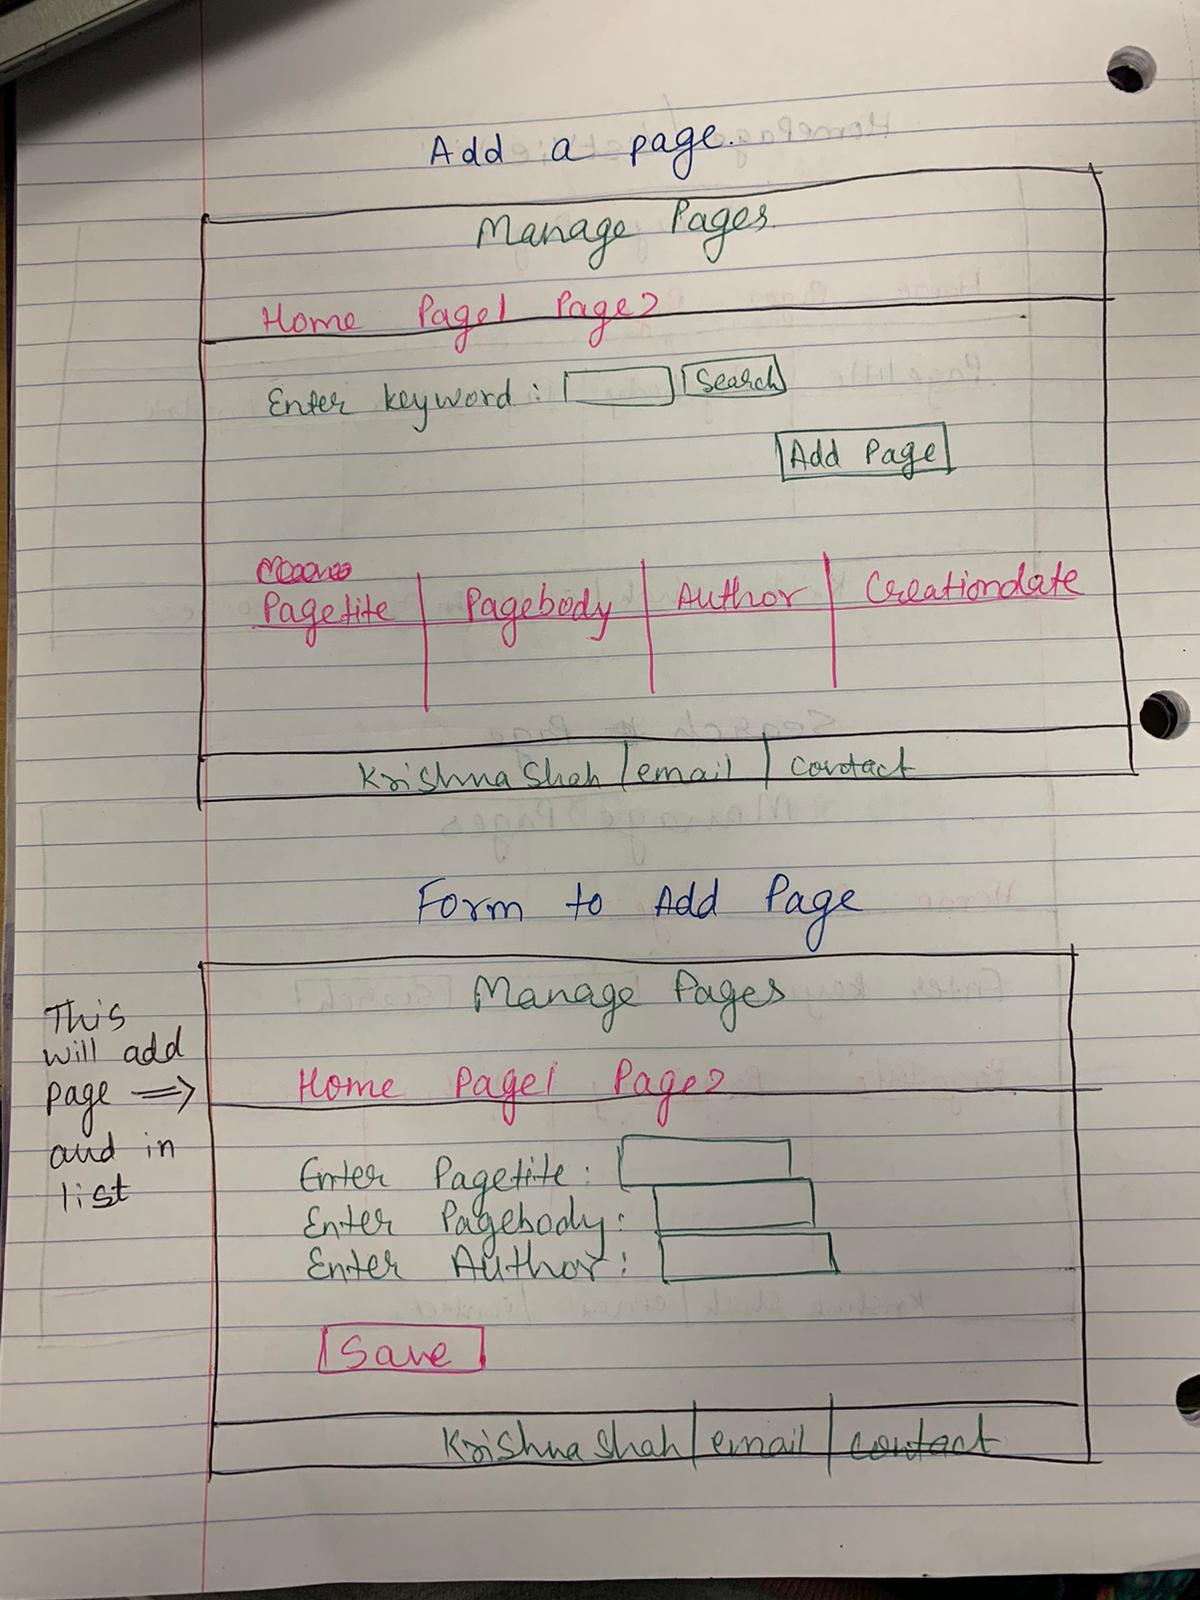 Add a page.
Manage Pages
Home Page1 Page2
Enter keyword : Search
Add Page
Pagetite Pagebody Author Creationdate
Krishna Shah email contact
Form to Add Page
Manage Pages
Home Page1 Page2
This
will add
page ⇒
and in
list
Enter Pagetite :
Enter Pagebody :
Enter Author :
Save
Krishna Shah email contact